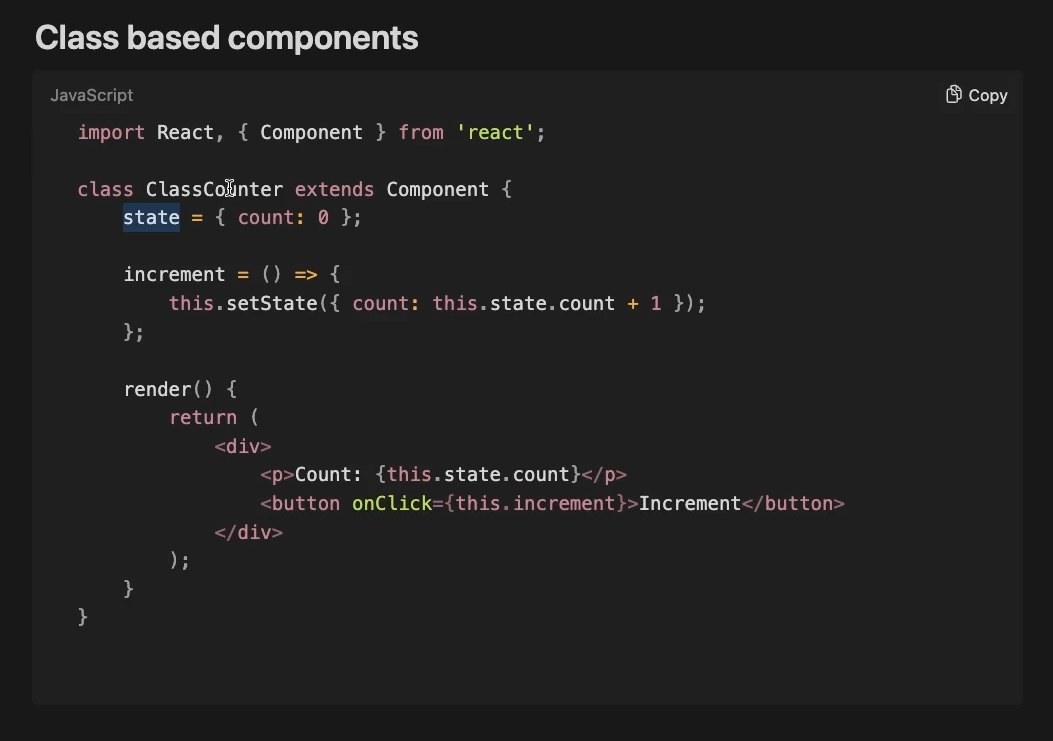 Class based components
JavaScript
Copy
import React, { Component } from 'react';
class ClassCounter extends Component {
state = { count: 0 };
increment = () => {
this.setState({ count: this.state.count + 1 });
};
render() {
return (
<div>
<p>Count: {this.state.count}</p>
<button onClick={this.increment}>Increment</button>
</div>
);
}
}